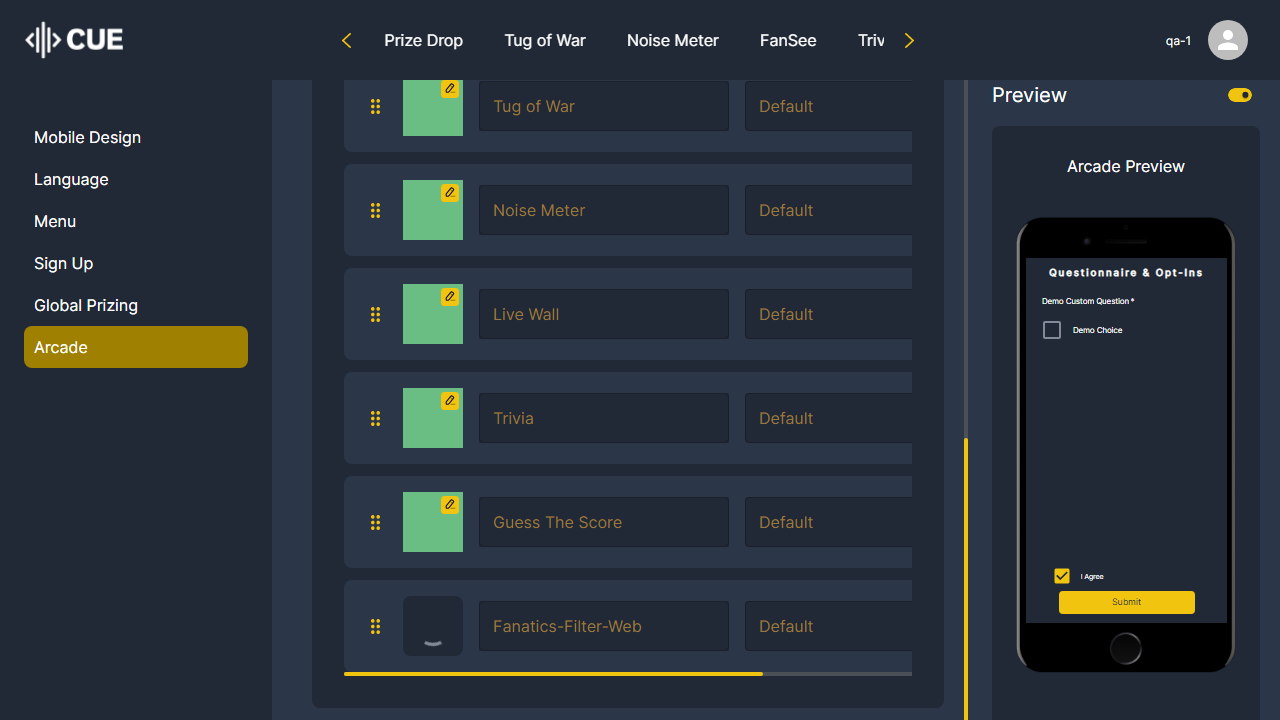 CUE
Prize Drop
Tug of War
Noise Meter
FanSee
Triv
qa-1
Mobile Design
Language
Menu
Sign Up
Global Prizing
Arcade
Tug of War
Default
Noise Meter
Default
Live Wall
Default
Trivia
Default
Guess The Score
Default
Fanatics-Filter-Web
Default
Preview
Arcade Preview
Questionnaire & Opt-Ins
Demo Custom Question *
Demo Choice
I Agree
Submit